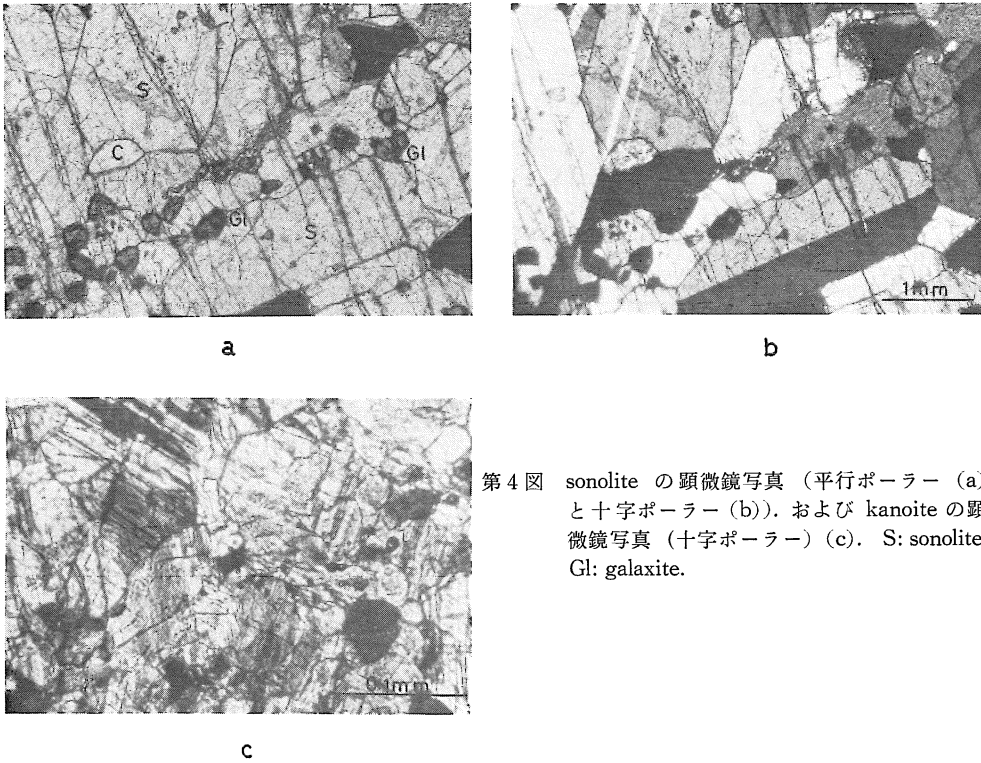 S
C
Gl
Gl
S
a
1mm
b
0.1mm
c
第4図 sonolite の顕微鏡写真 (平行ポーラー (a)
と十字ポーラー (b)). および kanoite の顕
微鏡写真 (十字ポーラー) (c). S: sonolite
Gl: galaxite.